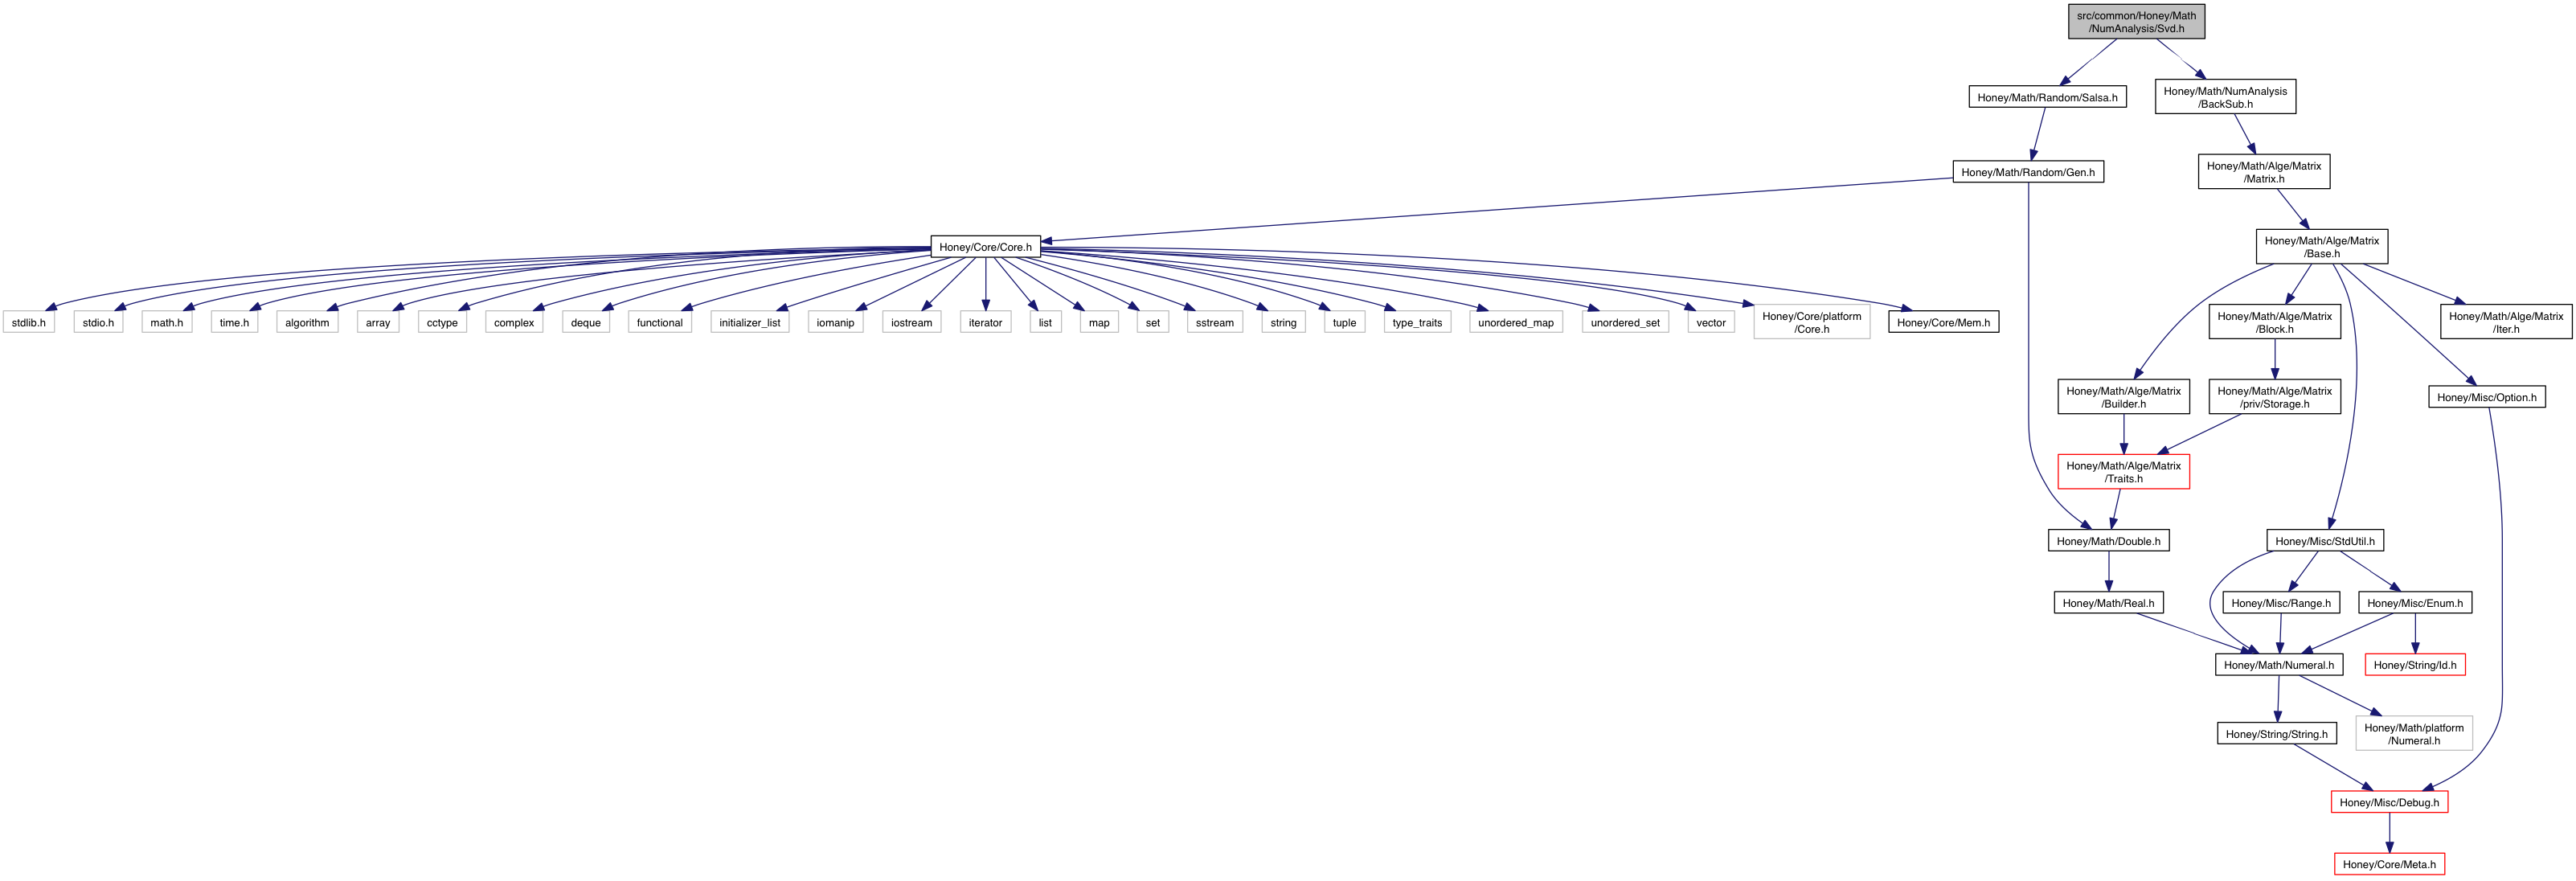 src/common/Honey/Math
/NumAnalysis/Svd.h
Honey/Math/Random/Salsa.h
Honey/Math/NumAnalysis
/BackSub.h
Honey/Math/Random/Gen.h
Honey/Math/Alge/Matrix
/Matrix.h
Honey/Core/Core.h
Honey/Math/Alge/Matrix
/Base.h
stdlib.h
stdio.h
math.h
time.h
algorithm
array
cctype
complex
deque
functional
initializer_list
iomanip
iostream
iterator
list
map
set
sstream
string
tuple
type_traits
unordered_map
unordered_set
vector
Honey/Core/platform
/Core.h
Honey/Core/Mem.h
Honey/Math/Alge/Matrix
/Block.h
Honey/Math/Alge/Matrix
/Iter.h
Honey/Math/Alge/Matrix
/Builder.h
Honey/Math/Alge/Matrix
/priv/Storage.h
Honey/Misc/Option.h
Honey/Math/Alge/Matrix
/Traits.h
Honey/Math/Double.h
Honey/Misc/StdUtil.h
Honey/Math/Real.h
Honey/Misc/Range.h
Honey/Misc/Enum.h
Honey/Math/Numeral.h
Honey/String/Id.h
Honey/String/String.h
Honey/Math/platform
/Numeral.h
Honey/Misc/Debug.h
Honey/Core/Meta.h